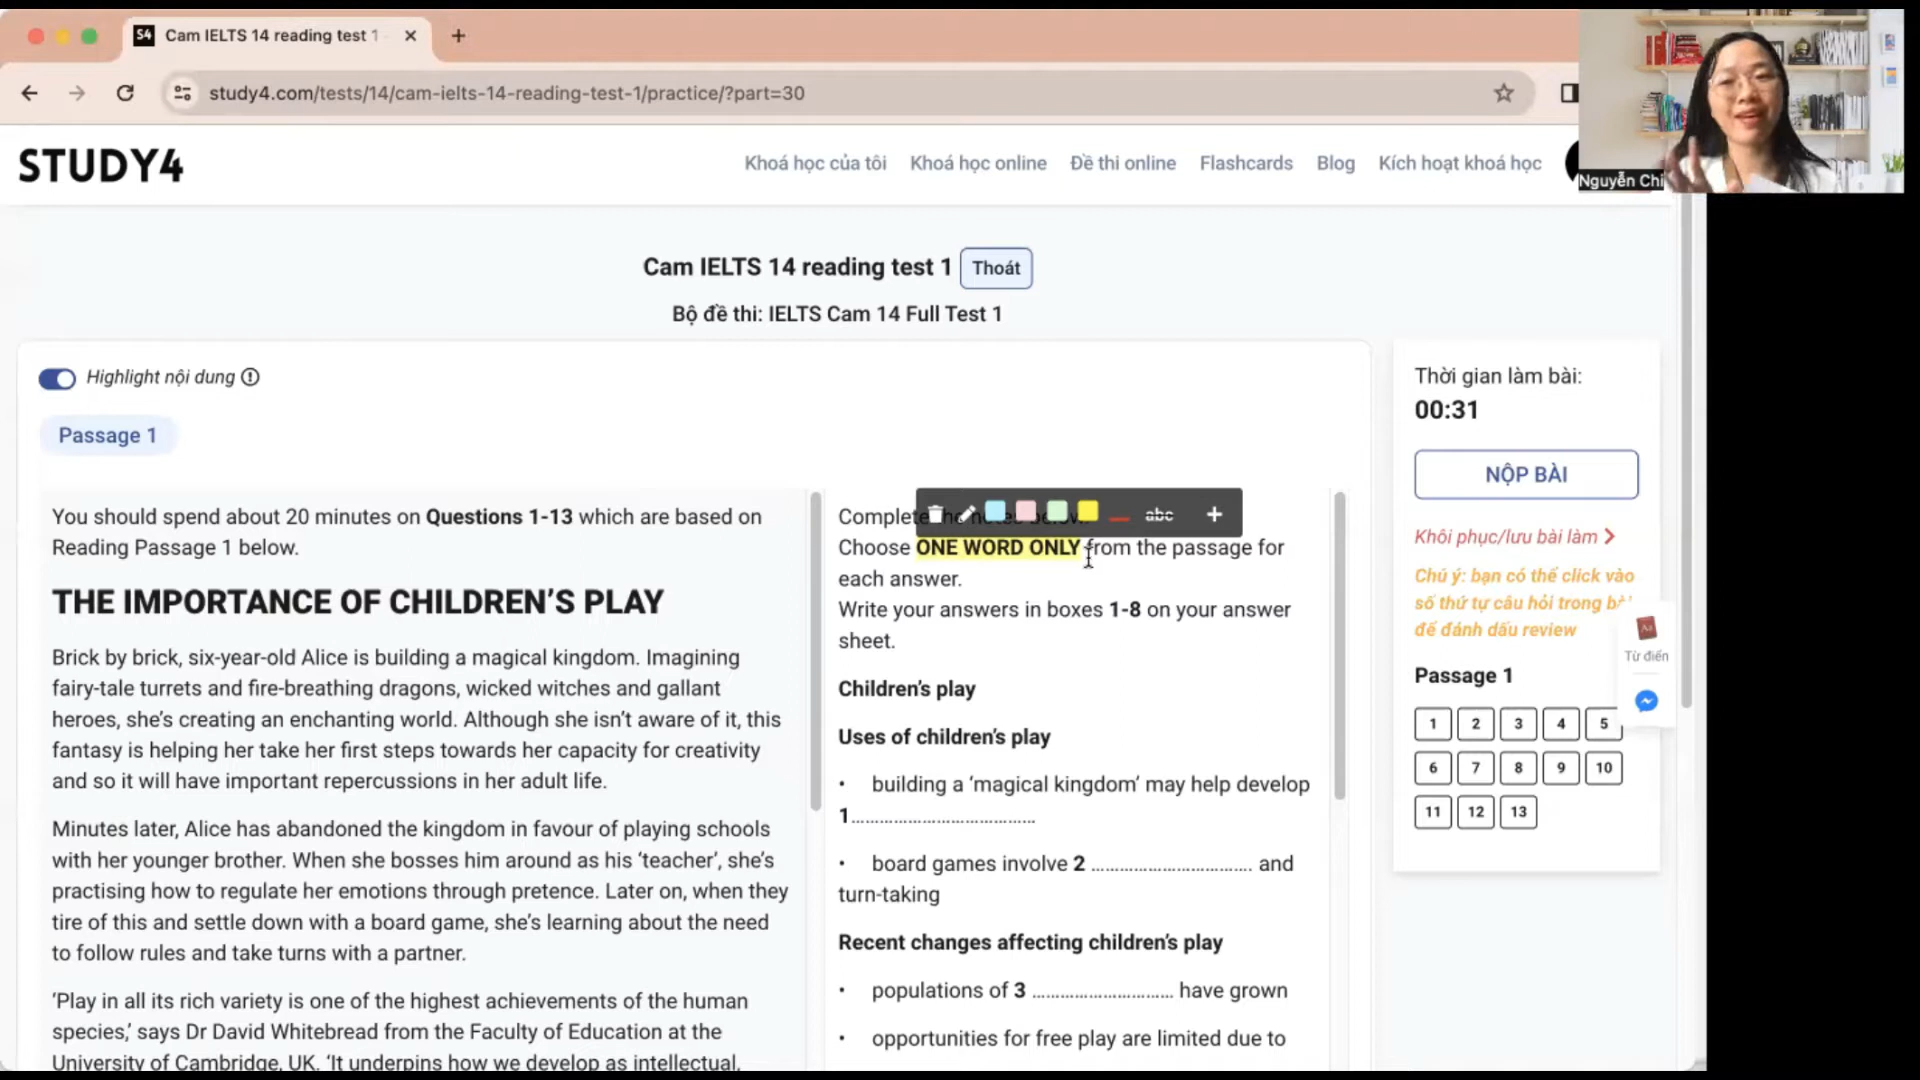 S4 Cam IELTS 14 reading test 1
study4.com/tests/14/cam-ielts-14-reading-test-1/practice/?part=30
Nguyễn Chi
STUDY4
Khoá học của tôi Khoá học online Đề thi online Flashcards Blog Kích hoạt khoá học
Cam IELTS 14 reading test 1 Thoát
Bộ đề thi: IELTS Cam 14 Full Test 1
Highlight nội dung
Passage 1
You should spend about 20 minutes on Questions 1-13 which are based on
Reading Passage 1 below.
THE IMPORTANCE OF CHILDREN’S PLAY
Brick by brick, six-year-old Alice is building a magical kingdom. Imagining
fairy-tale turrets and fire-breathing dragons, wicked witches and gallant
heroes, she’s creating an enchanting world. Although she isn’t aware of it, this
fantasy is helping her take her first steps towards her capacity for creativity
and so it will have important repercussions in her adult life.
Minutes later, Alice has abandoned the kingdom in favour of playing schools
with her younger brother. When she bosses him around as his ‘teacher’, she’s
practising how to regulate her emotions through pretence. Later on, when they
tire of this and settle down with a board game, she’s learning about the need
to follow rules and take turns with a partner.
‘Play in all its rich variety is one of the highest achievements of the human
species,’ says Dr David Whitebread from the Faculty of Education at the
University of Cambridge, UK. ‘It underpins how we develop as intellectual,
abc
Complete the notes below.
Choose ONE WORD ONLY from the passage for
each answer.
Write your answers in boxes 1-8 on your answer
sheet.
Children’s play
Uses of children’s play
• building a ‘magical kingdom’ may help develop
1.......................................
• board games involve 2 .................................. and
turn-taking
Recent changes affecting children’s play
• populations of 3 .............................. have grown
• opportunities for free play are limited due to
Thời gian làm bài:
00:31
NỘP BÀI
Khôi phục/lưu bài làm
Chú ý: bạn có thể click vào
số thứ tự câu hỏi trong
để đánh dấu review
Từ điển
Passage 1
1 2 3 4 5
6 7 8 9 10
11 12 13